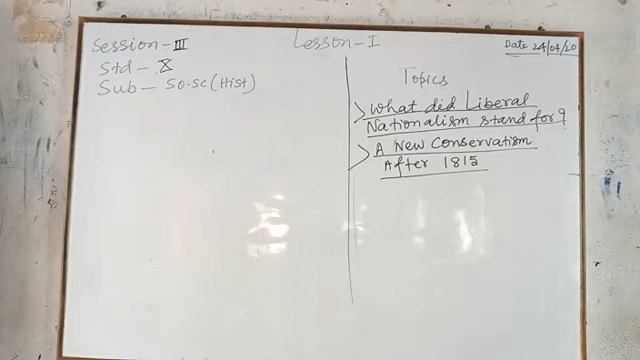 Session-III
Lesson-I
Date 24/04/20
Std- X
Sub- So.Sc (Hist)
Topics
> What did Liberal
Nationalism stand for?
> A New Conservatism
After 1815